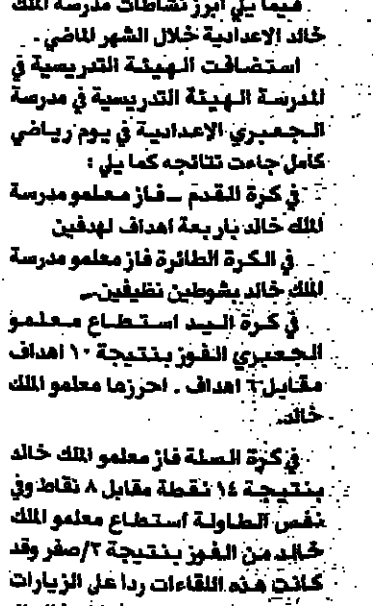 فيما يلي ابرز نشاطات مدرسة الملك
خالد الاعدادية خلال الشهر الماضي .
استضافت الهيئة التدريسية في
المدرسة الهيئة التدريسية في مدرسة
الجعبري الاعدادية في يوم رياضي
كامل جاءت نتائجه كما يلي :
ـ في كرة القدم ـ فاز معلمو مدرسة
الملك خالد باربعة اهداف لهدفين
. في الكرة الطائرة فاز معلمو مدرسة
الملك خالد بشوطين نظيفين .
في كرة اليد استطاع معلمو
الجعبري الفوز بنتيجة ١٠ اهداف
مقابل ٦ اهداف . احرزها معلمو الملك
خالد.
في كرة السلة فاز معلمو الملك خالد
بنتيجة ١٤ نقطة مقابل ٨ نقاط وفي
نفس الطاولة استطاع معلمو الملك
خالد من الفوز بنتيجة ٢/صفر وقد
كانت هذه اللقاءات ردا على الزيارات